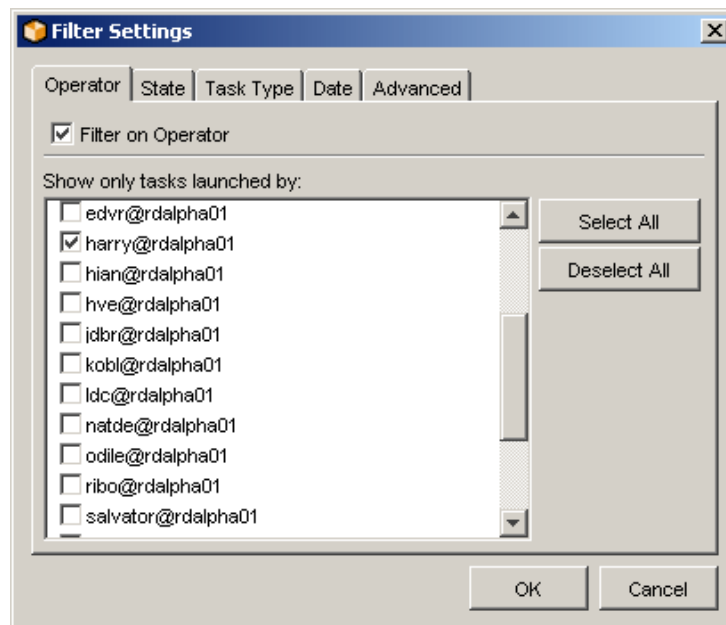 Filter Settings
Operator State Task Type Date Advanced
Filter on Operator
Show only tasks launched by:
edvr@rdalpha01
harry@rdalpha01
hian@rdalpha01
hve@rdalpha01
jdbr@rdalpha01
kobl@rdalpha01
ldc@rdalpha01
natde@rdalpha01
odile@rdalpha01
ribo@rdalpha01
salvator@rdalpha01
Select All
Deselect All
OK Cancel